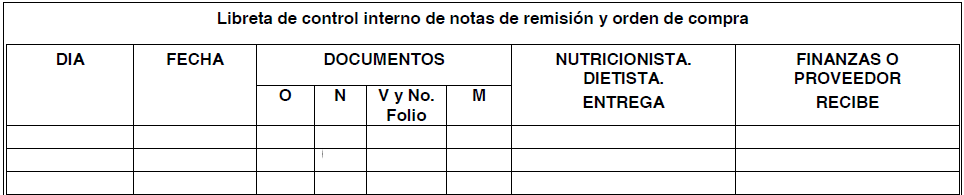 Libreta de control interno de notas de remisión y orden de compra
DIA
FECHA
DOCUMENTOS
NUTRICIONISTA.
DIETISTA.
ENTREGA
FINANZAS O
PROVEEDOR
RECIBE
O
N
V y No.
Folio
M